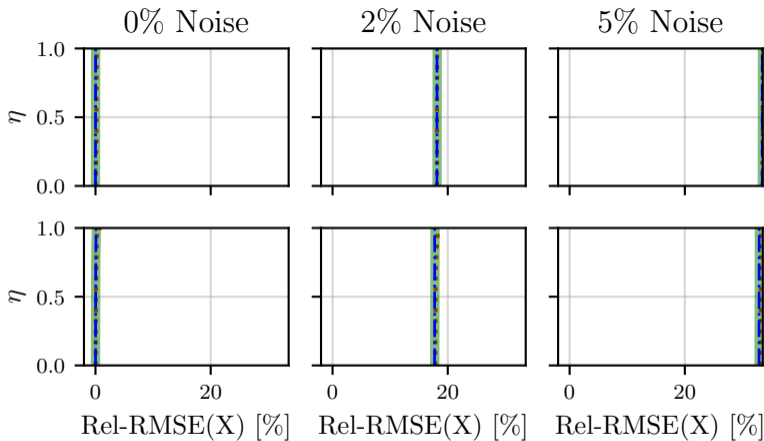 0% Noise 2% Noise 5% Noise
1.0
η 0.5
0.0
1.0
η 0.5
0.0
0 20 0 20 0 20
Rel-RMSE(X) [%] Rel-RMSE(X) [%] Rel-RMSE(X) [%]